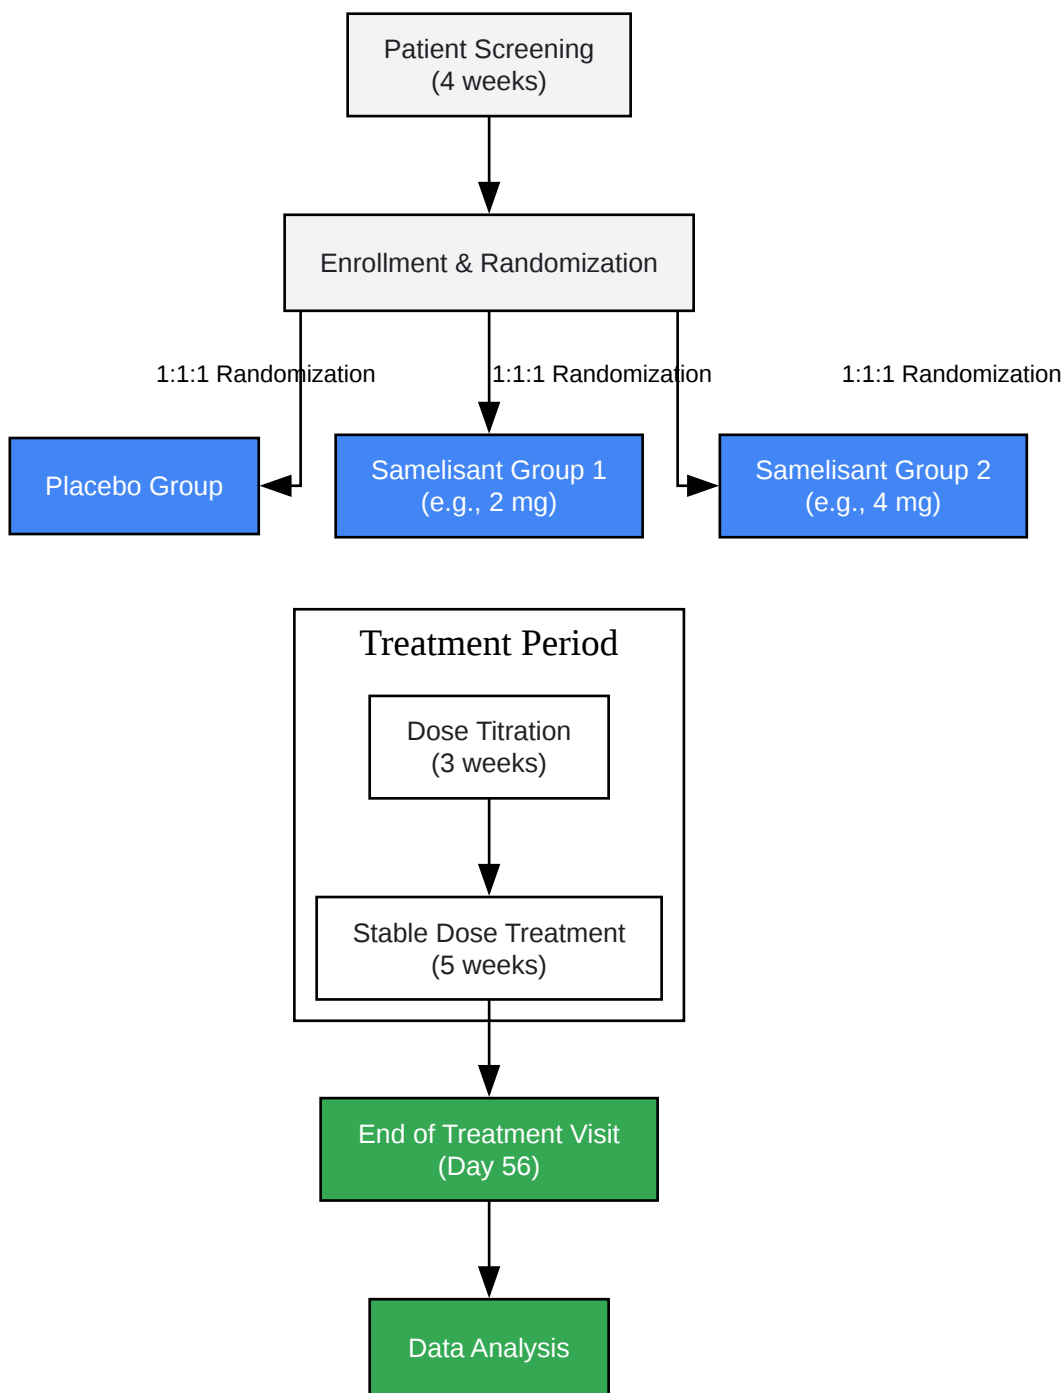 Patient Screening
(4 weeks)
Enrollment & Randomization
1:1:1 Randomization
1:1:1 Randomization
1:1:1 Randomization
Placebo Group
Samelisant Group 1
(e.g., 2 mg)
Samelisant Group 2
(e.g., 4 mg)
Treatment Period
Dose Titration
(3 weeks)
Stable Dose Treatment
(5 weeks)
End of Treatment Visit
(Day 56)
Data Analysis